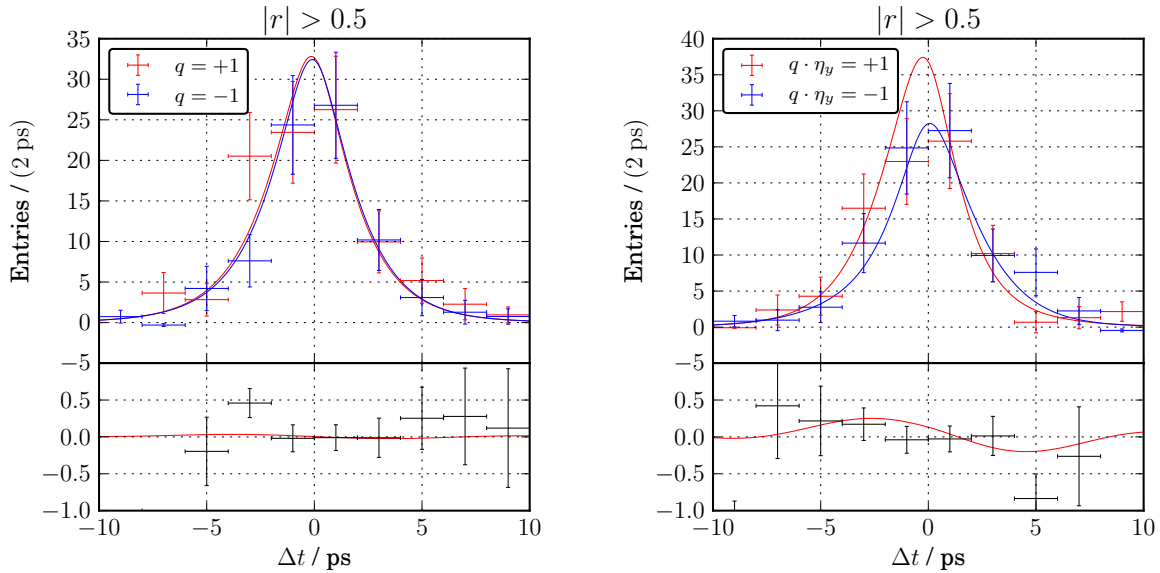 |r| > 0.5
35
30
25
20
15
10
5
0
−5
Entries / (2 ps)
q = +1
q = −1
0.5
0.0
−0.5
−1.0
−10 −5 0 5 10
Δt / ps
|r| > 0.5
40
35
30
25
20
15
10
5
0
−5
Entries / (2 ps)
q · η_y = +1
q · η_y = −1
0.5
0.0
−0.5
−1.0
−10 −5 0 5 10
Δt / ps